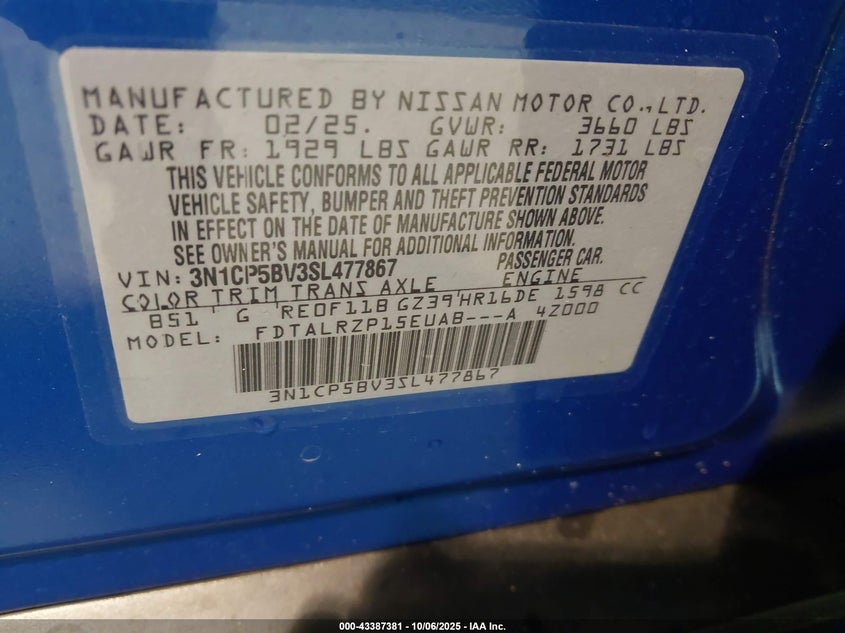 MANUFACTURED BY NISSAN MOTOR CO.,LTD.
DATE: 02/25. GVWR: 3660 LBS
GAWR FR: 1929 LBS GAWR RR: 1731 LBS
THIS VEHICLE CONFORMS TO ALL APPLICABLE FEDERAL MOTOR
VEHICLE SAFETY, BUMPER AND THEFT PREVENTION STANDARDS
IN EFFECT ON THE DATE OF MANUFACTURE SHOWN ABOVE.
SEE OWNER'S MANUAL FOR ADDITIONAL INFORMATION.
VIN: 3N1CP5BV3SL477867 PASSENGER CAR.
COLOR TRIM TRANS AXLE ENGINE
B51 ' G 'RE0F11B GZ39'HR16DE 1598 CC
MODEL: FDTALRZP15EUAB---A 4Z000
3N1CP5BV3SL477867
000-43387381 - 10/06/2025 - IAA Inc.